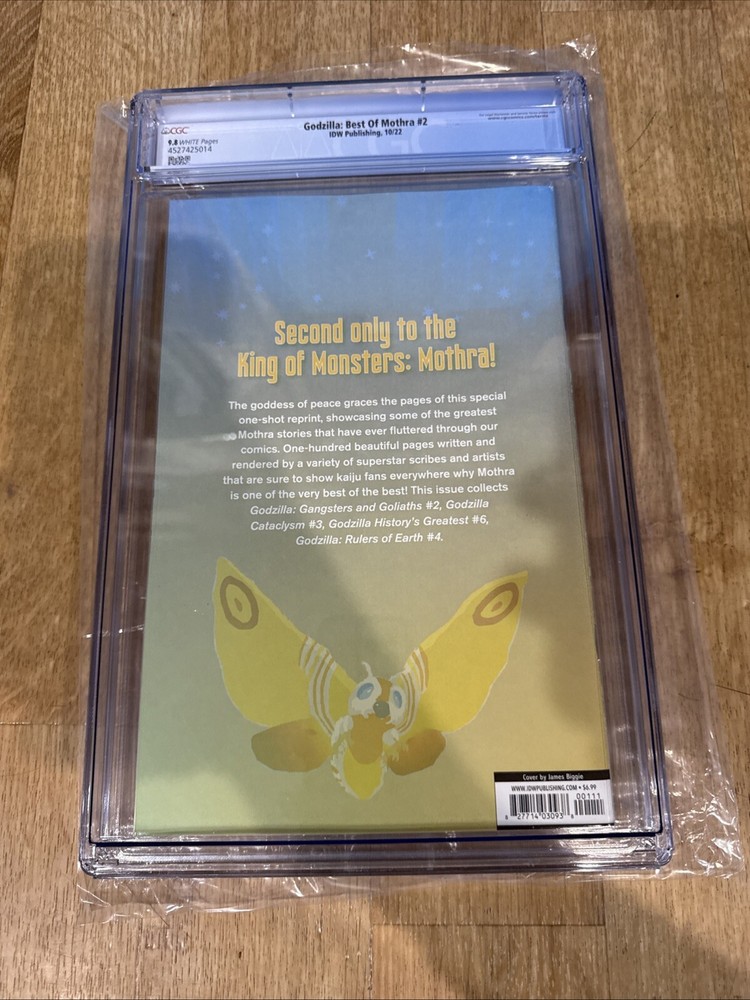 CGC
Godzilla: Best Of Mothra #2
IDW Publishing, 10/22
9.8 WHITE Pages
4527425014
Second only to the
King of Monsters: Mothra!
The goddess of peace graces the pages of this special
one-shot reprint, showcasing some of the greatest
Mothra stories that have ever fluttered through our
comics. One-hundred beautiful pages written and
rendered by a variety of superstar scribes and artists
that are sure to show kaiju fans everywhere why Mothra
is one of the very best of the best! This issue collects
Godzilla: Gangsters and Goliaths #2, Godzilla
Cataclysm #3, Godzilla History's Greatest #6,
Godzilla: Rulers of Earth #4.
Cover by James Biggie
WWW.IDWPUBLISHING.COM • $6.99
00111
8 27714 03093 8